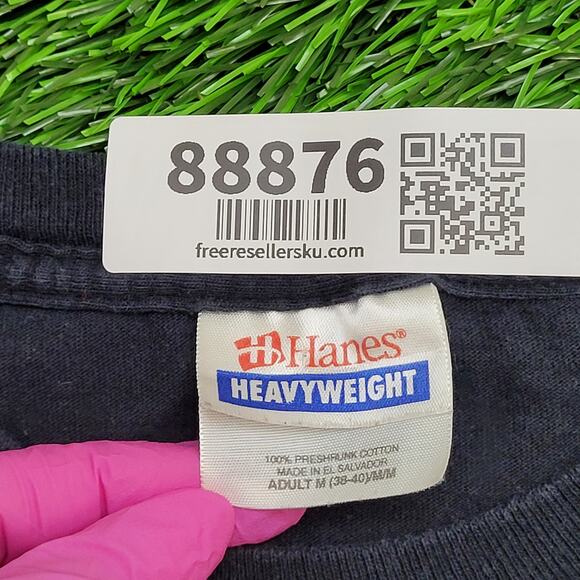 88876
freeresellersku.com
Hanes®
HEAVYWEIGHT
100% PRESHRUNK COTTON
MADE IN EL SALVADOR
ADULT M (38-40)/M/M